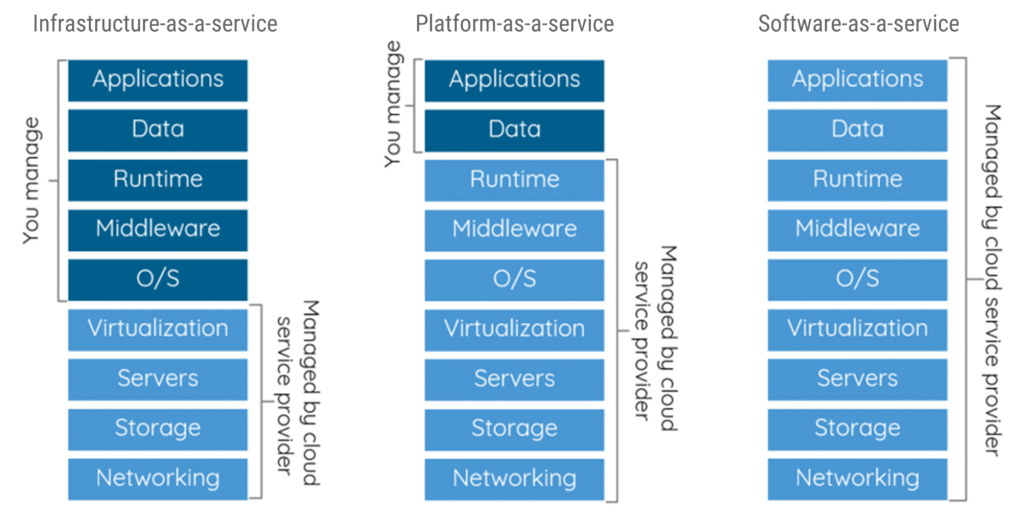 Infrastructure-as-a-service
You manage
Applications
Data
Runtime
Middleware
O/S
Virtualization
Servers
Storage
Networking
Managed by cloud
service provider
Platform-as-a-service
You manage
Applications
Data
Runtime
Middleware
O/S
Virtualization
Servers
Storage
Networking
Managed by cloud
service provider
Software-as-a-service
Applications
Data
Runtime
Middleware
O/S
Virtualization
Servers
Storage
Networking
Managed by cloud service provider